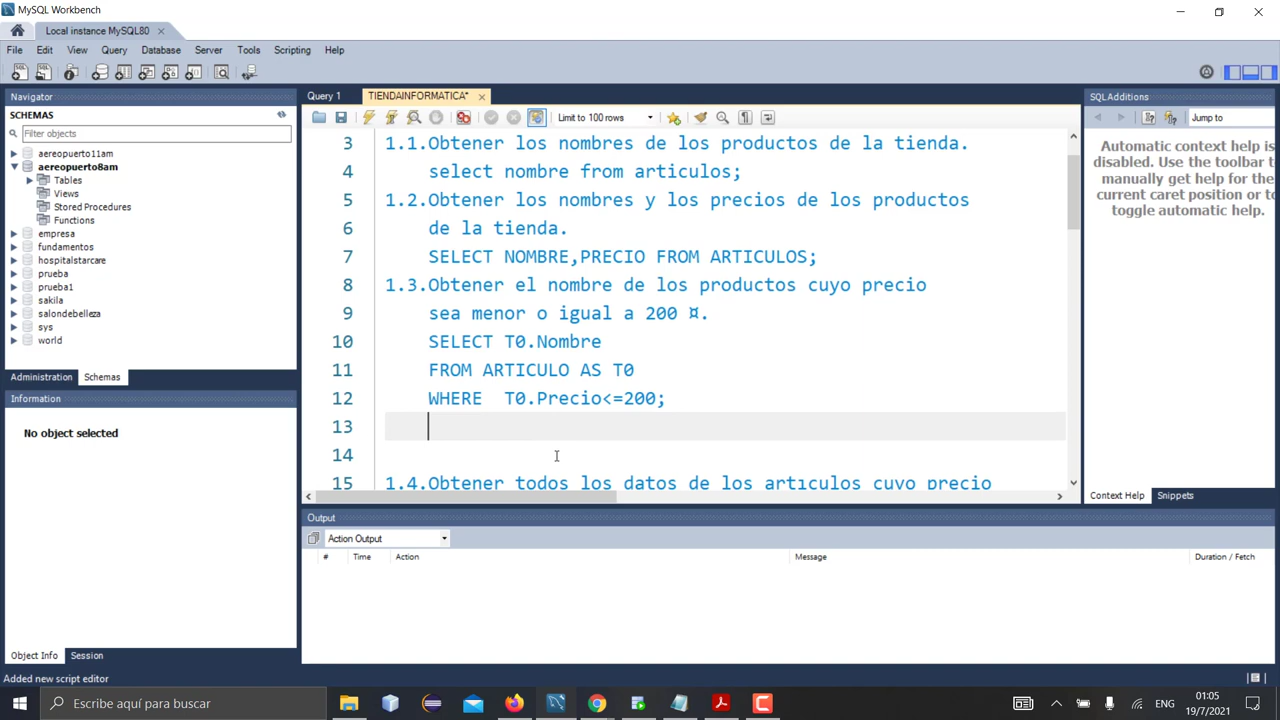 MySQL Workbench
Local instance MySQL80
File Edit View Query Database Server Tools Scripting Help
Navigator
SCHEMAS
Filter objects
aereopuerto11am
aereopuerto8am
Tables
Views
Stored Procedures
Functions
empresa
fundamentos
hospitalstarcare
prueba
prueba1
sakila
salondebelleza
sys
world
Administration Schemas
Information
No object selected
Object Info Session
Added new script editor
Query 1 TIENDAINFORMATICA*
Limit to 100 rows
3 1.1.Obtener los nombres de los productos de la tienda.
4 select nombre from articulos;
5 1.2.Obtener los nombres y los precios de los productos
6 de la tienda.
7 SELECT NOMBRE,PRECIO FROM ARTICULOS;
8 1.3.Obtener el nombre de los productos cuyo precio
9 sea menor o igual a 200 ¤.
10 SELECT T0.Nombre
11 FROM ARTICULO AS T0
12 WHERE T0.Precio<=200;
13
14
15 1.4.Obtener todos los datos de los artículos cuyo precio
Output
Action Output
# Time Action Message Duration / Fetch
SQLAdditions
Jump to
Automatic context help is
disabled. Use the toolbar t
manually get help for the
current caret position or to
toggle automatic help.
Context Help Snippets
Escribe aquí para buscar
ENG
01:05
19/7/2021